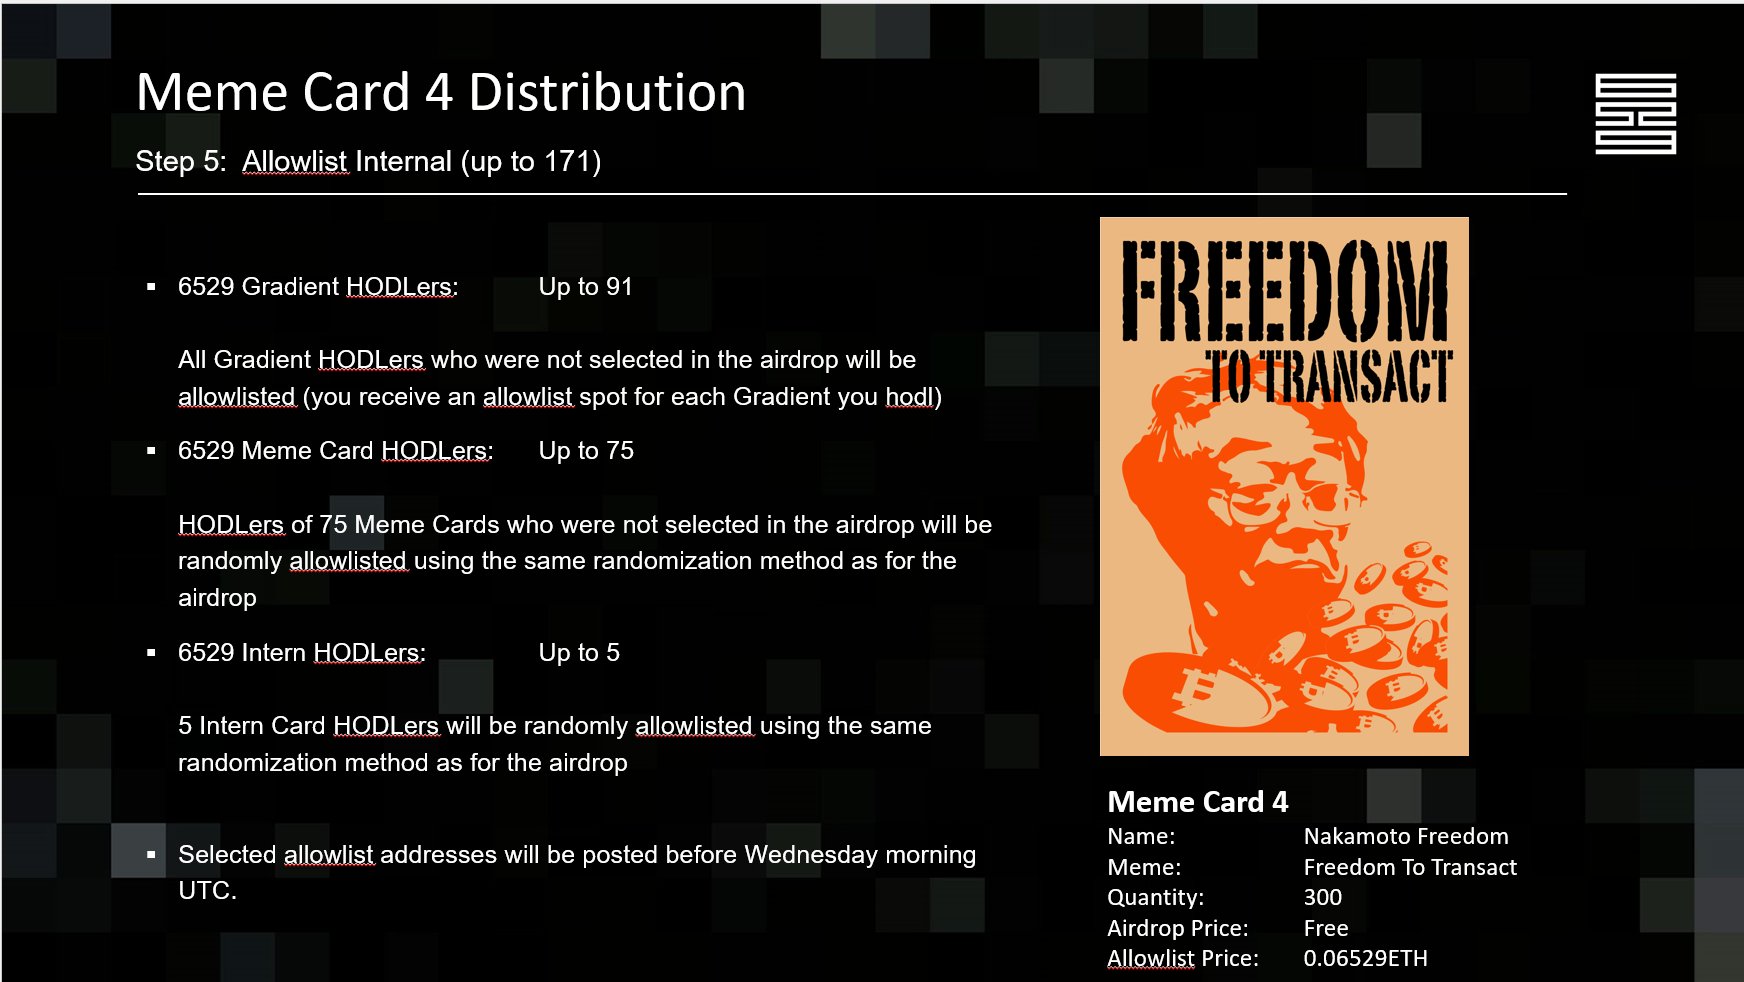 Meme Card 4 Distribution
Step 5: Allowlist Internal (up to 171)
▪ 6529 Gradient HODLers: Up to 91
All Gradient HODLers who were not selected in the airdrop will be
allowlisted (you receive an allowlist spot for each Gradient you hodl)
▪ 6529 Meme Card HODLers: Up to 75
HODLers of 75 Meme Cards who were not selected in the airdrop will be
randomly allowlisted using the same randomization method as for the
airdrop
▪ 6529 Intern HODLers: Up to 5
5 Intern Card HODLers will be randomly allowlisted using the same
randomization method as for the airdrop
▪ Selected allowlist addresses will be posted before Wednesday morning
UTC.
FREEDOM
TO TRANSACT
Meme Card 4
Name: Nakamoto Freedom
Meme: Freedom To Transact
Quantity: 300
Airdrop Price: Free
Allowlist Price: 0.06529ETH